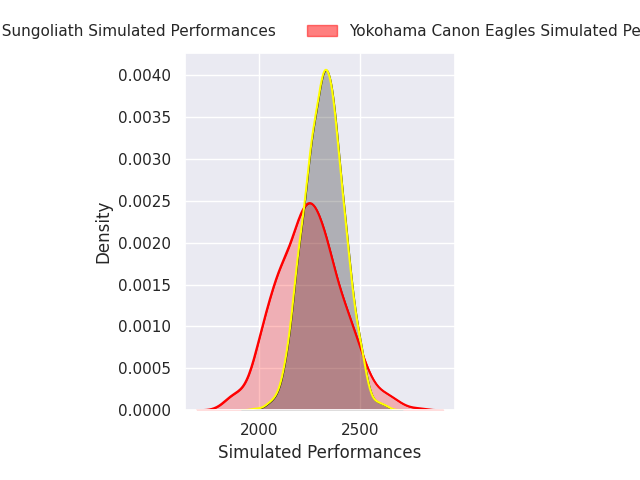 Sungoliath Simulated Performances
Yokohama Canon Eagles Simulated Pe
0.0040
0.0035
0.0030
0.0025
0.0020
0.0015
0.0010
0.0005
0.0000
Density
2000
2500
Simulated Performances